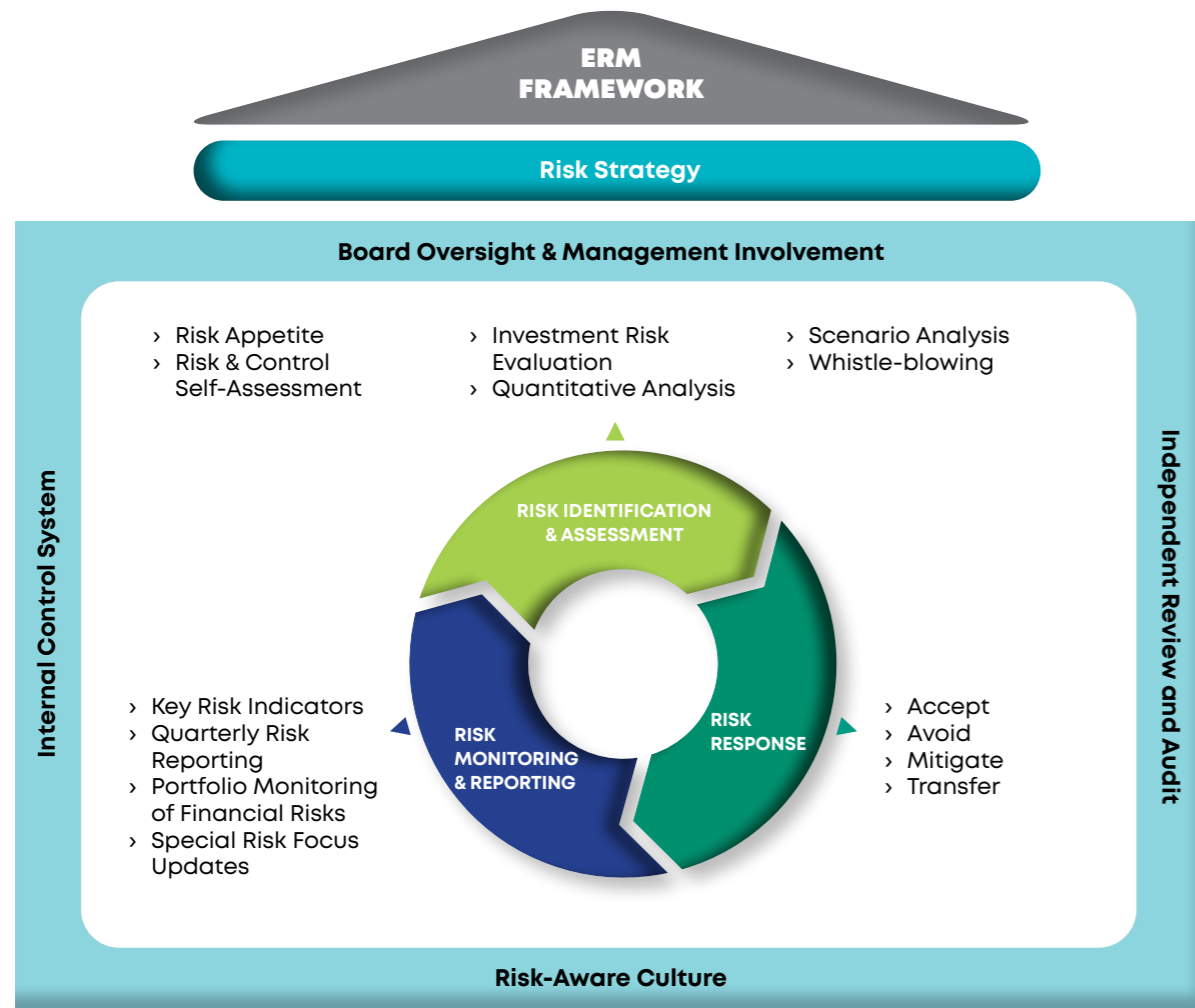 ERM
FRAMEWORK
Risk Strategy
Board Oversight & Management Involvement
› Risk Appetite
› Risk & Control
Self-Assessment
› Investment Risk
Evaluation
› Quantitative Analysis
› Scenario Analysis
› Whistle-blowing
Internal Control System
Independent Review and Audit
RISK IDENTIFICATION
& ASSESSMENT
RISK
RESPONSE
› Accept
› Avoid
› Mitigate
› Transfer
RISK
MONITORING
& REPORTING
› Key Risk Indicators
› Quarterly Risk
Reporting
› Portfolio Monitoring
of Financial Risks
› Special Risk Focus
Updates
Risk-Aware Culture